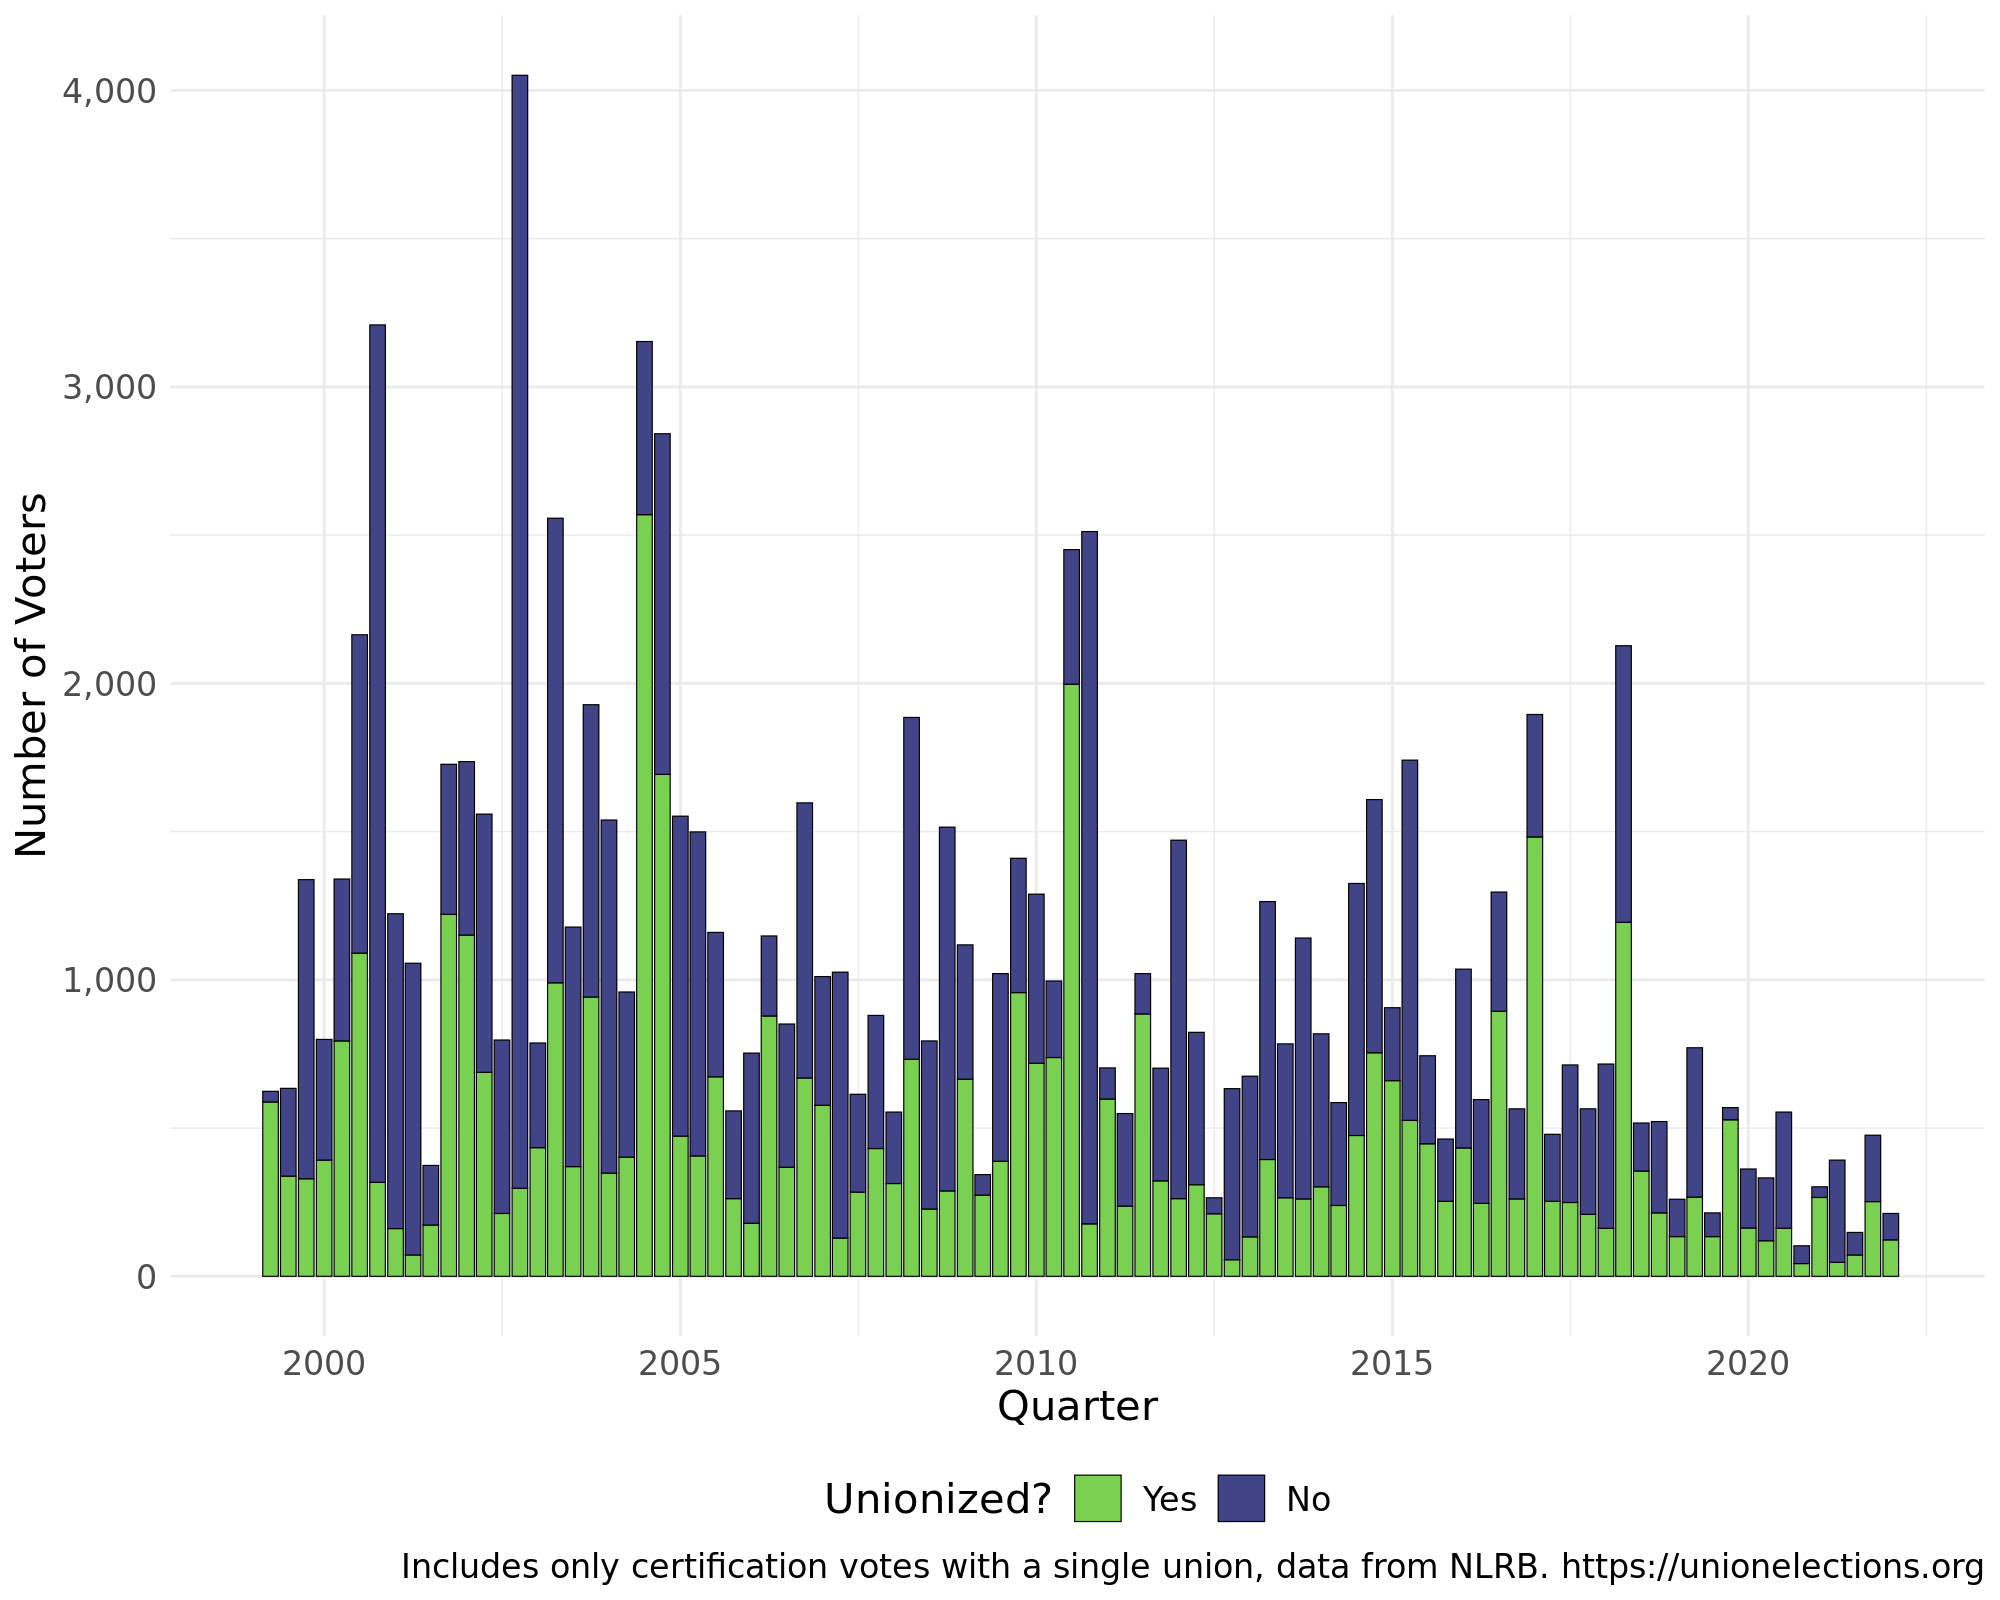 4,000
3,000
2,000
1,000
0
Number of Voters
2000 2005 2010 2015 2020
Quarter
Unionized? Yes No
Includes only certification votes with a single union, data from NLRB. https://unionelections.org